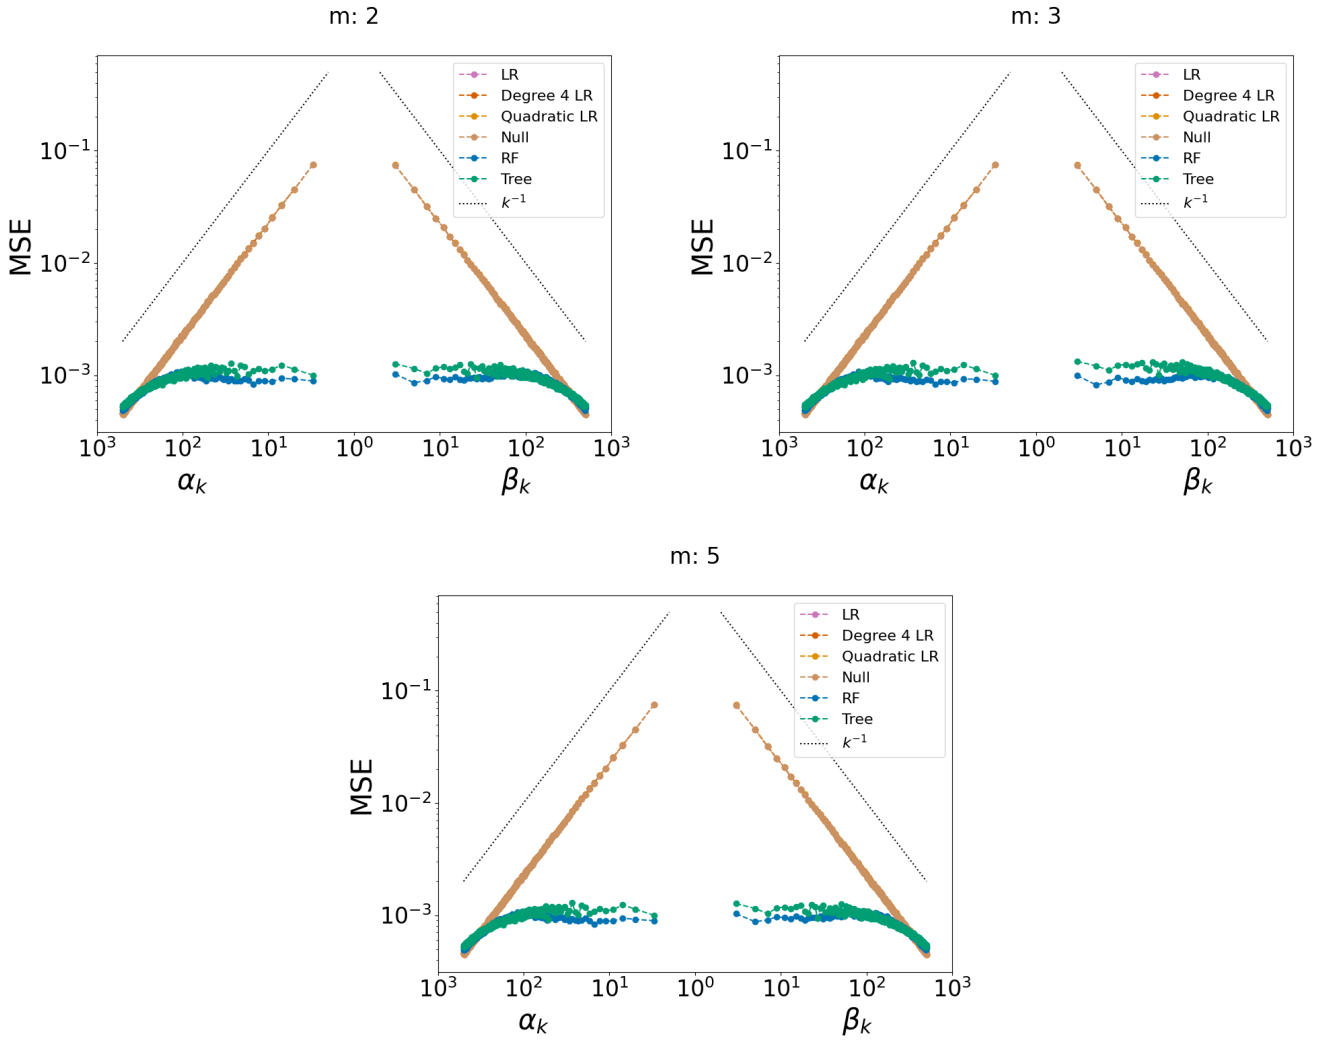 m: 2
LR
Degree 4 LR
Quadratic LR
Null
RF
Tree
k⁻¹
MSE
10⁻¹
10⁻²
10⁻³
10³ 10² 10¹ 10⁰ 10¹ 10² 10³
αₖ βₖ
m: 3
LR
Degree 4 LR
Quadratic LR
Null
RF
Tree
k⁻¹
MSE
10⁻¹
10⁻²
10⁻³
10³ 10² 10¹ 10⁰ 10¹ 10² 10³
αₖ βₖ
m: 5
LR
Degree 4 LR
Quadratic LR
Null
RF
Tree
k⁻¹
MSE
10⁻¹
10⁻²
10⁻³
10³ 10² 10¹ 10⁰ 10¹ 10² 10³
αₖ βₖ